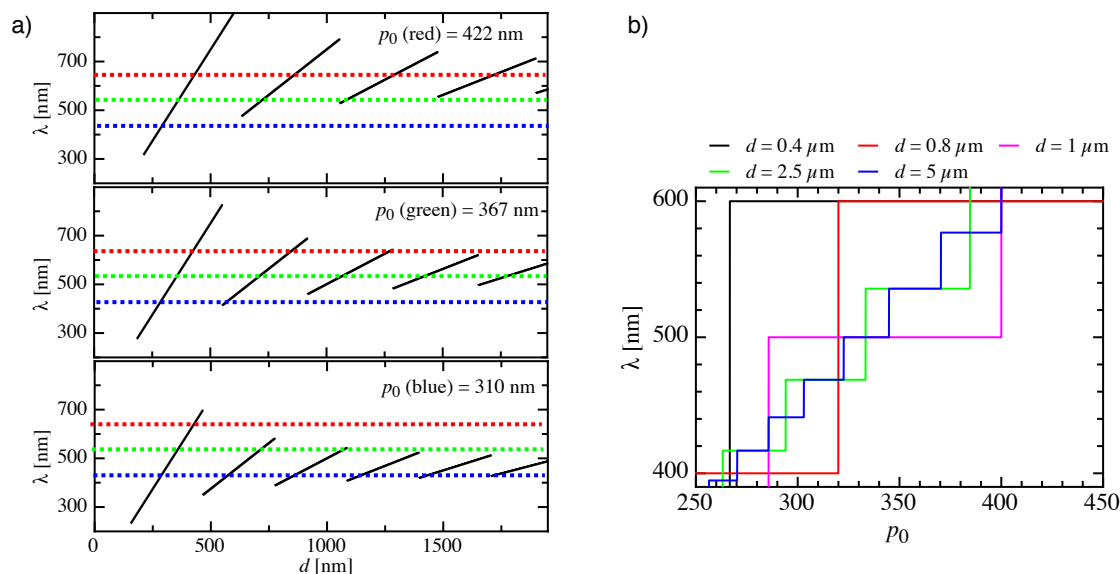 a)
p0 (red) = 422 nm
700
500
300
λ [nm]
p0 (green) = 367 nm
700
500
300
λ [nm]
p0 (blue) = 310 nm
700
500
300
λ [nm]
0 500 1000 1500
d [nm]
b)
d = 0.4 µm d = 0.8 µm d = 1 µm
d = 2.5 µm d = 5 µm
600
500
400
λ [nm]
250 300 350 400 450
p0